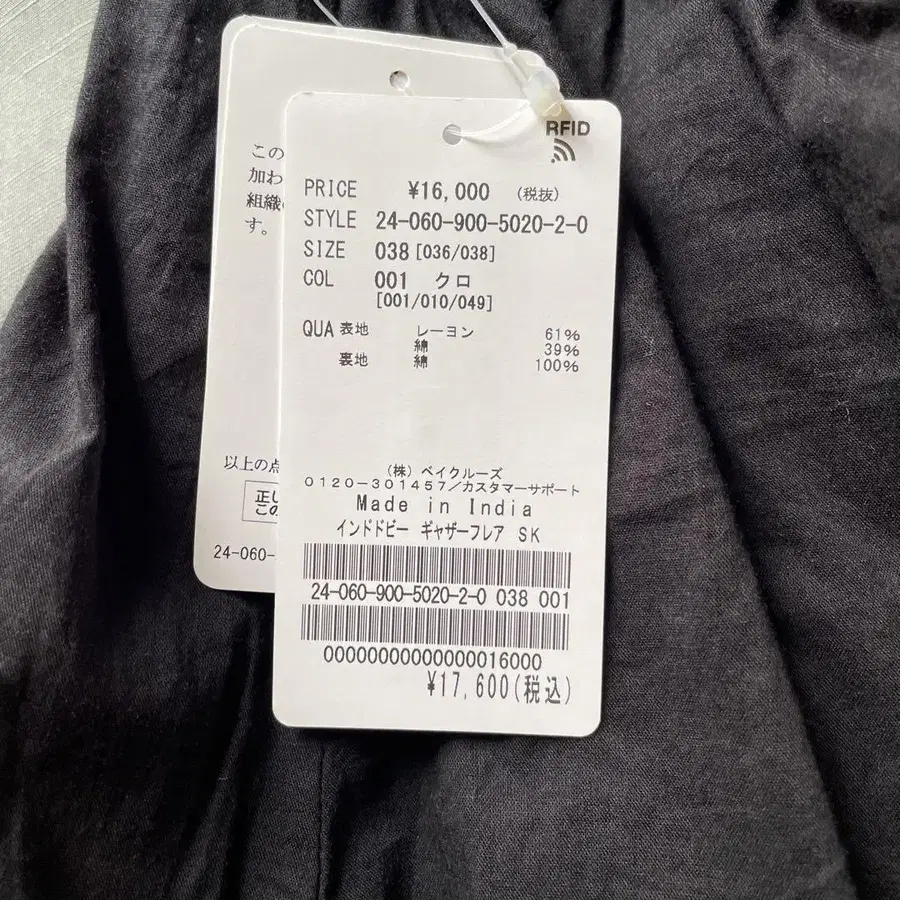 この
加わ
組織
す。
以上の点
正し
この
24-060-
RFID
PRICE ¥16,000 (税抜)
STYLE 24-060-900-5020-2-0
SIZE 038 [036/038]
COL 001 クロ
[001/010/049]
QUA 表地 レーヨン 61%
綿 39%
裏地 綿 100%
(株) ベイクルーズ
0120-301457/カスタマーサポート
Made in India
インドドビー ギャザーフレア SK
24-060-900-5020-2-0 038 001
0000000000000016000
¥17,600(税込)